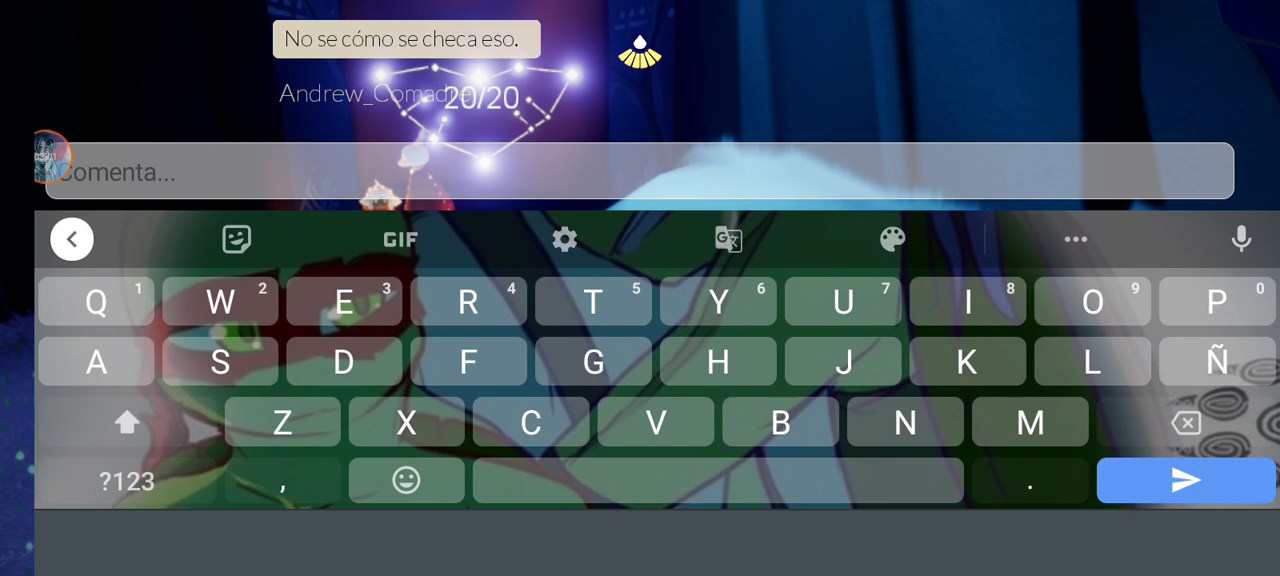 No se cómo se checa eso.
Andrew_Comadre
20/20
Comenta...
GIF
Q 1 W 2 E 3 R 4 T 5 Y 6 U 7 I 8 O 9 P 0
A S D F G H J K L Ñ
Z X C V B N M
?123 , .